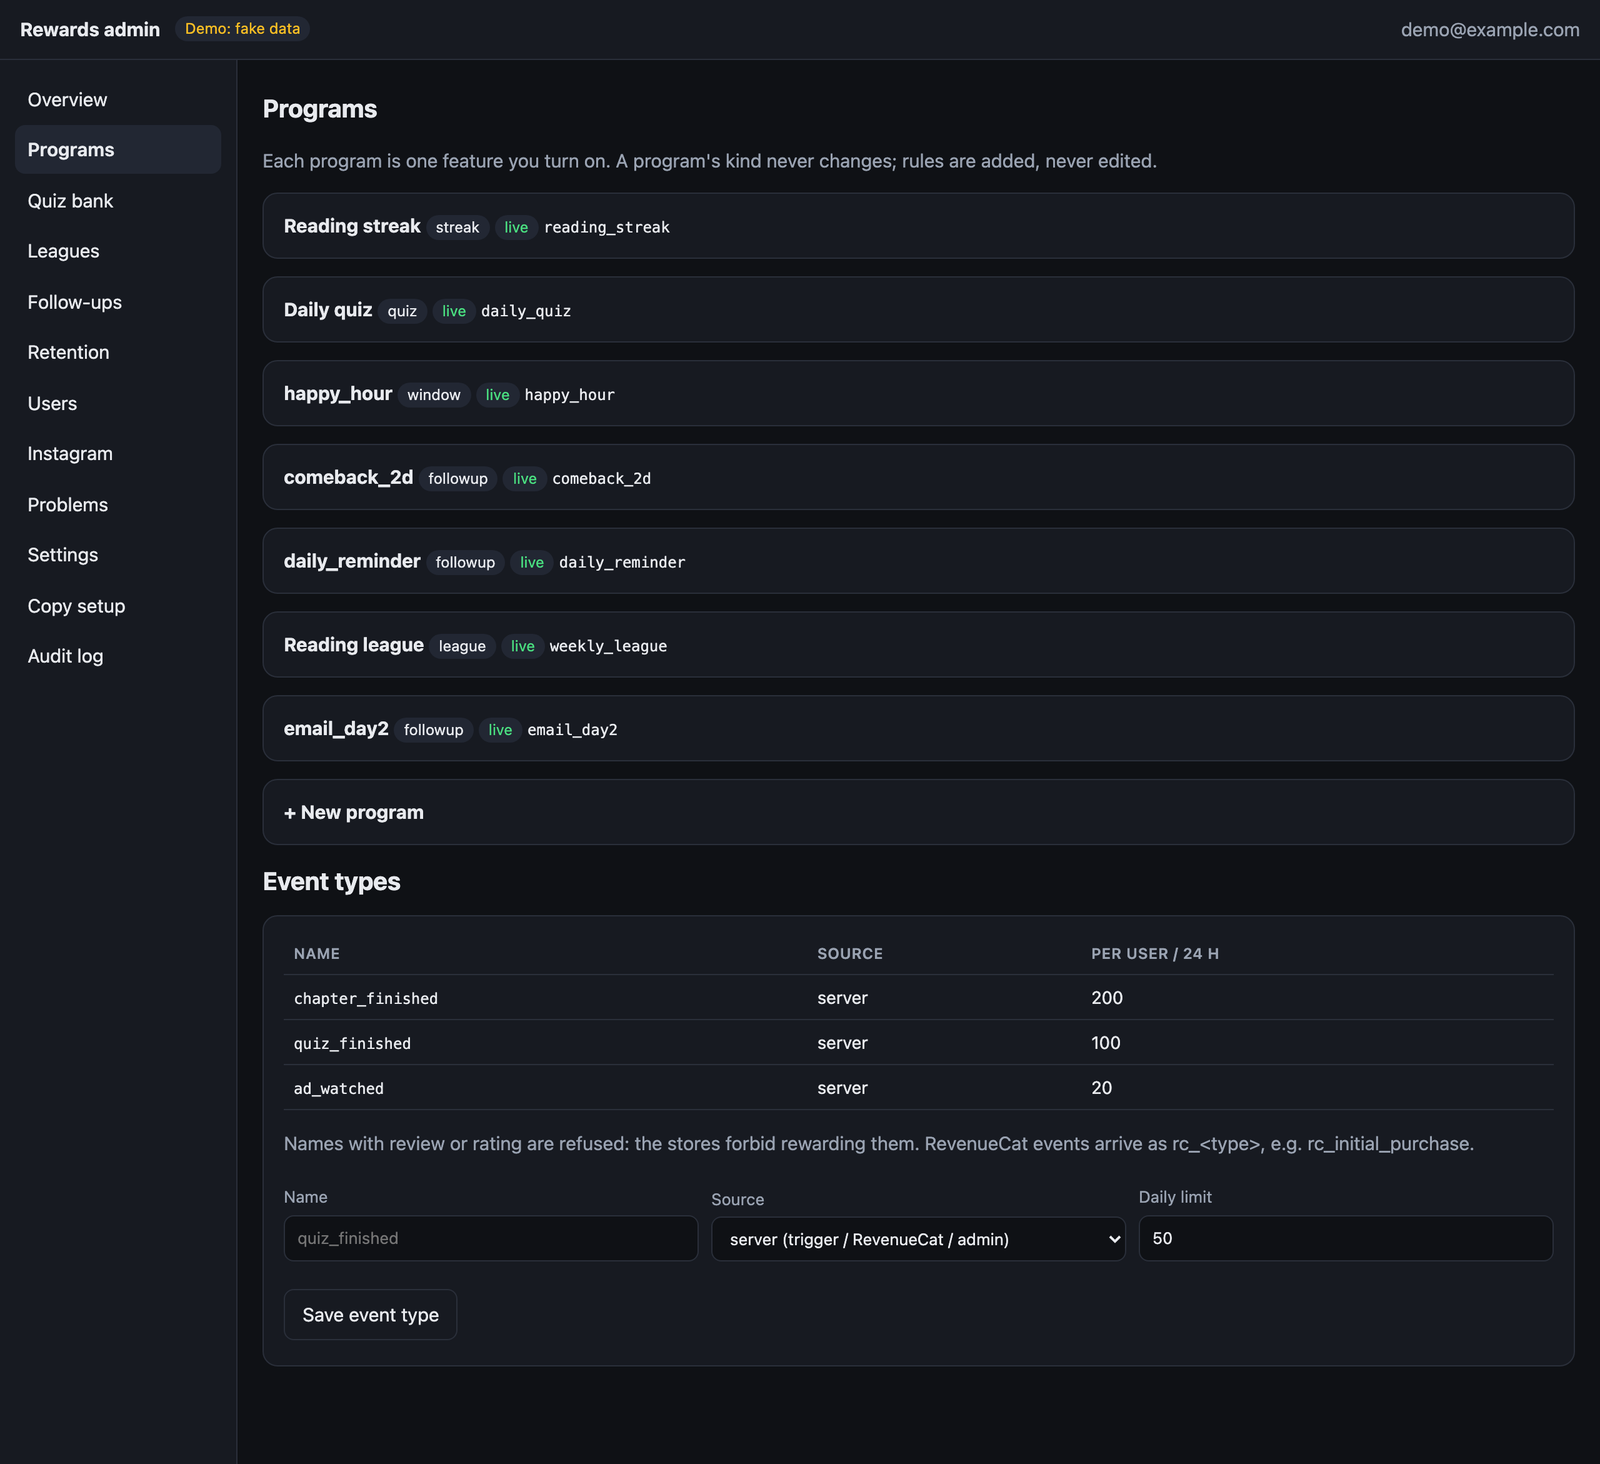 Rewards admin Demo: fake data demo@example.com
Overview
Programs
Quiz bank
Leagues
Follow-ups
Retention
Users
Instagram
Problems
Settings
Copy setup
Audit log
Programs
Each program is one feature you turn on. A program's kind never changes; rules are added, never edited.
Reading streak streak live reading_streak
Daily quiz quiz live daily_quiz
happy_hour window live happy_hour
comeback_2d followup live comeback_2d
daily_reminder followup live daily_reminder
Reading league league live weekly_league
email_day2 followup live email_day2
+ New program
Event types
NAME SOURCE PER USER / 24 H
chapter_finished server 200
quiz_finished server 100
ad_watched server 20
Names with review or rating are refused: the stores forbid rewarding them. RevenueCat events arrive as rc_<type>, e.g. rc_initial_purchase.
Name Source Daily limit
quiz_finished server (trigger / RevenueCat / admin) 50
Save event type